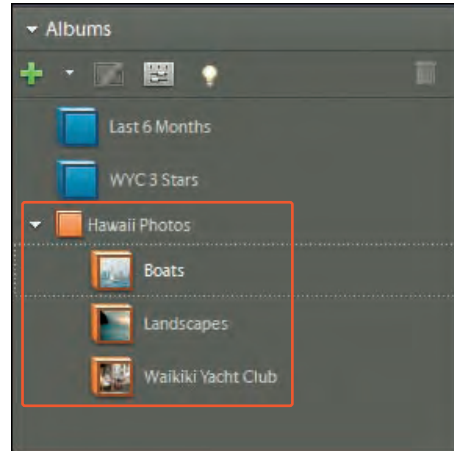 Albums
Last 6 Months
WYC 3 Stars
Hawaii Photos
Boats
Landscapes
Waikiki Yacht Club